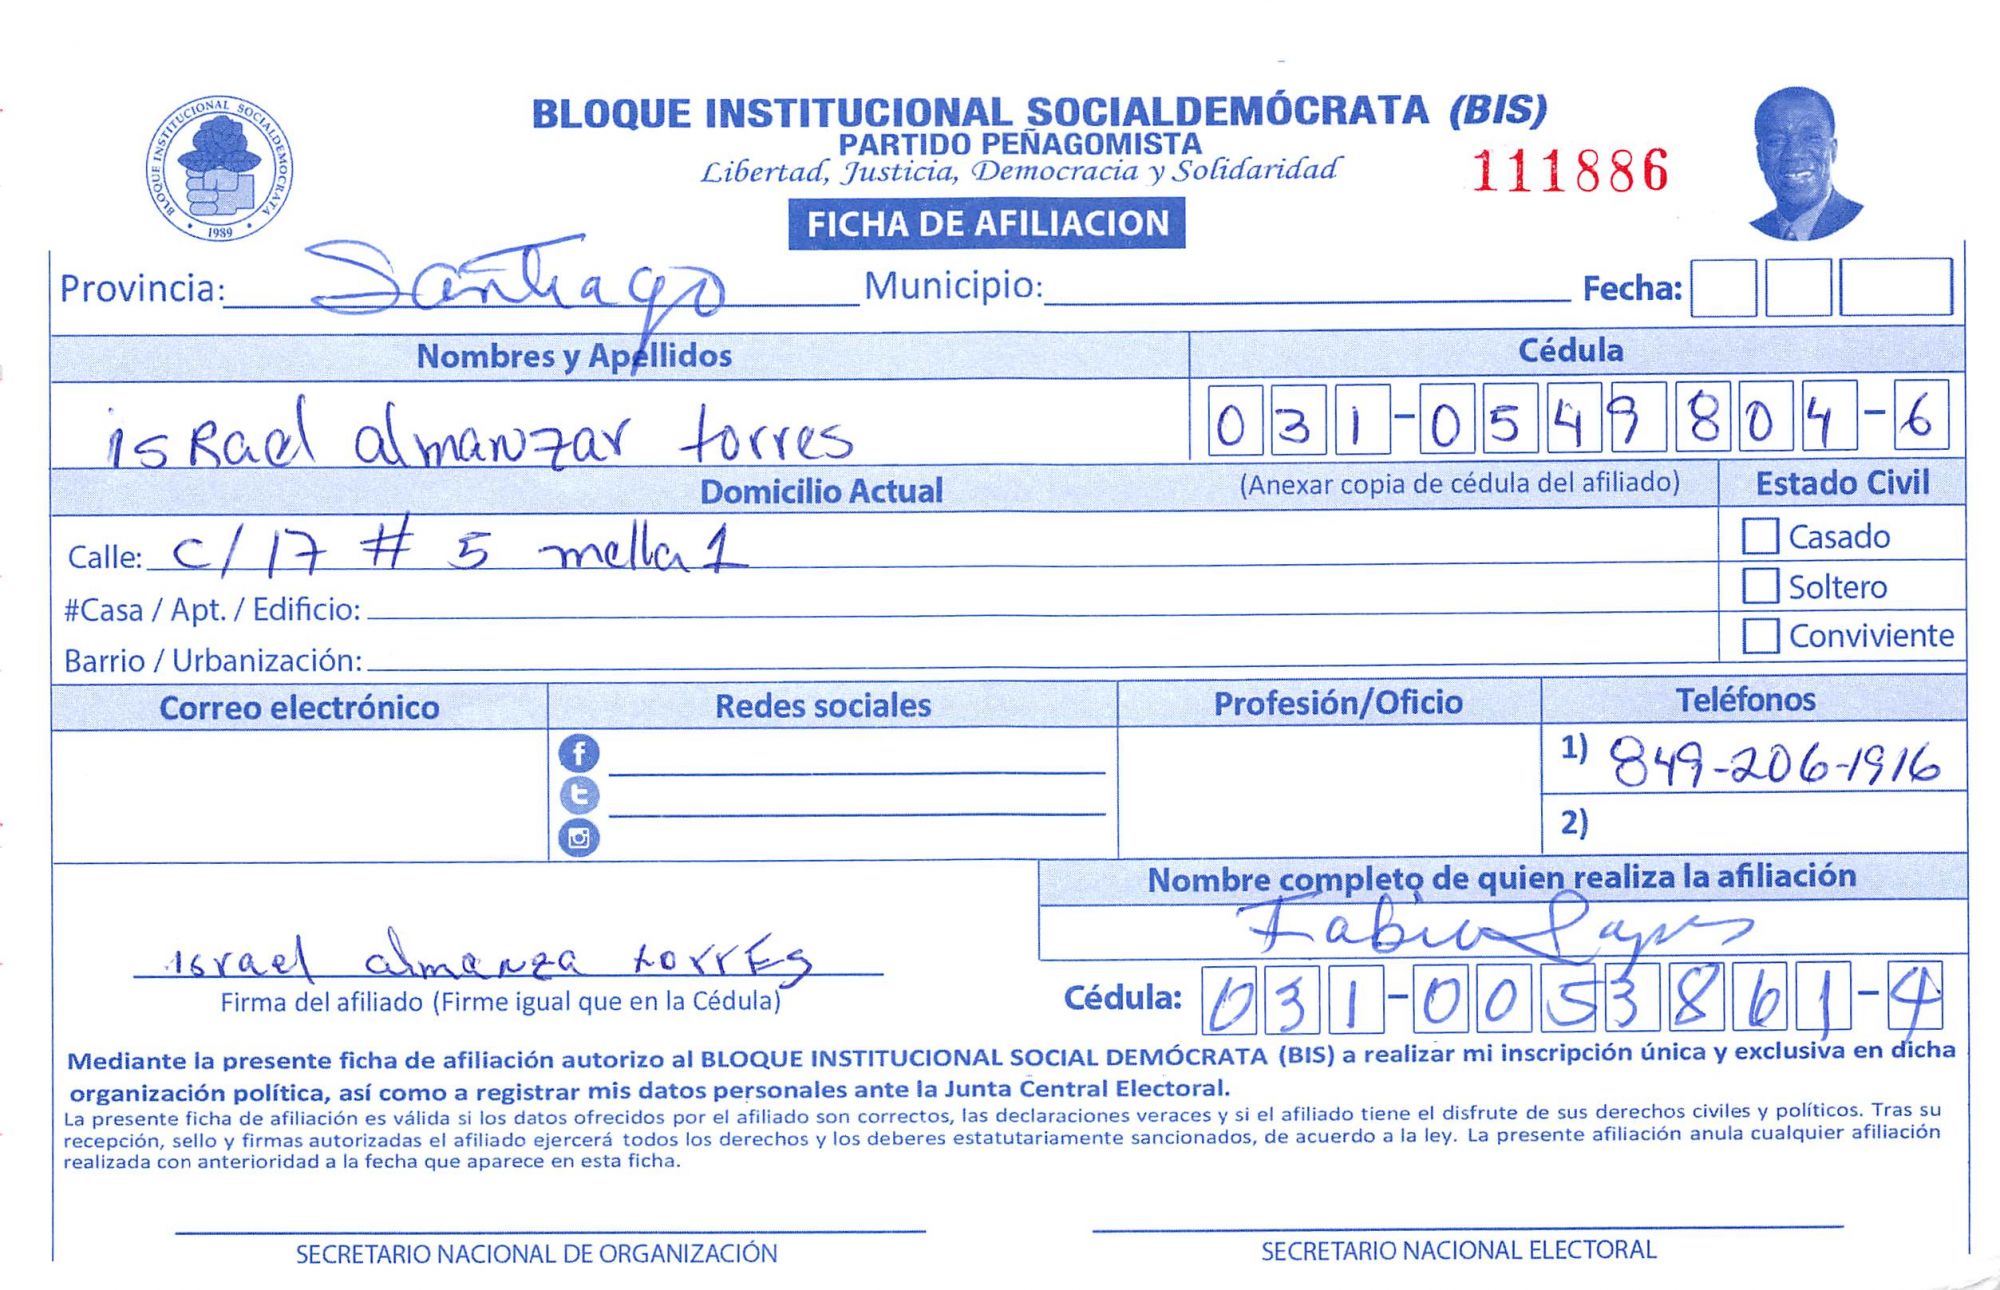 BLOQUE INSTITUCIONAL SOCIALDEMÓCRATA (BIS)
PARTIDO PEÑAGOMISTA
Libertad, Justicia, Democracia y Solidaridad
111886
BLOQUE INSTITUCIONAL SOCIALDEMOCRATA
1989
FICHA DE AFILIACION
Provincia: Santiago Municipio: Fecha:
Nombres y Apellidos Cédula
israel almanzar torres 031-0549804-6
Domicilio Actual (Anexar copia de cédula del afiliado) Estado Civil
Calle: C/17 # 5 mella 1 Casado
#Casa / Apt. / Edificio: Soltero
Barrio / Urbanización: Conviviente
Correo electrónico Redes sociales Profesión/Oficio Teléfonos
1) 849-206-1916
2)
Nombre completo de quien realiza la afiliación
Fabio
israel almanza torrEs
Firma del afiliado (Firme igual que en la Cédula) Cédula: 031-0053861-4
Mediante la presente ficha de afiliación autorizo al BLOQUE INSTITUCIONAL SOCIAL DEMÓCRATA (BIS) a realizar mi inscripción única y exclusiva en dicha
organización política, así como a registrar mis datos personales ante la Junta Central Electoral.
La presente ficha de afiliación es válida si los datos ofrecidos por el afiliado son correctos, las declaraciones veraces y si el afiliado tiene el disfrute de sus derechos civiles y políticos. Tras su
recepción, sello y firmas autorizadas el afiliado ejercerá todos los derechos y los deberes estatutariamente sancionados, de acuerdo a la ley. La presente afiliación anula cualquier afiliación
realizada con anterioridad a la fecha que aparece en esta ficha.
SECRETARIO NACIONAL DE ORGANIZACIÓN SECRETARIO NACIONAL ELECTORAL